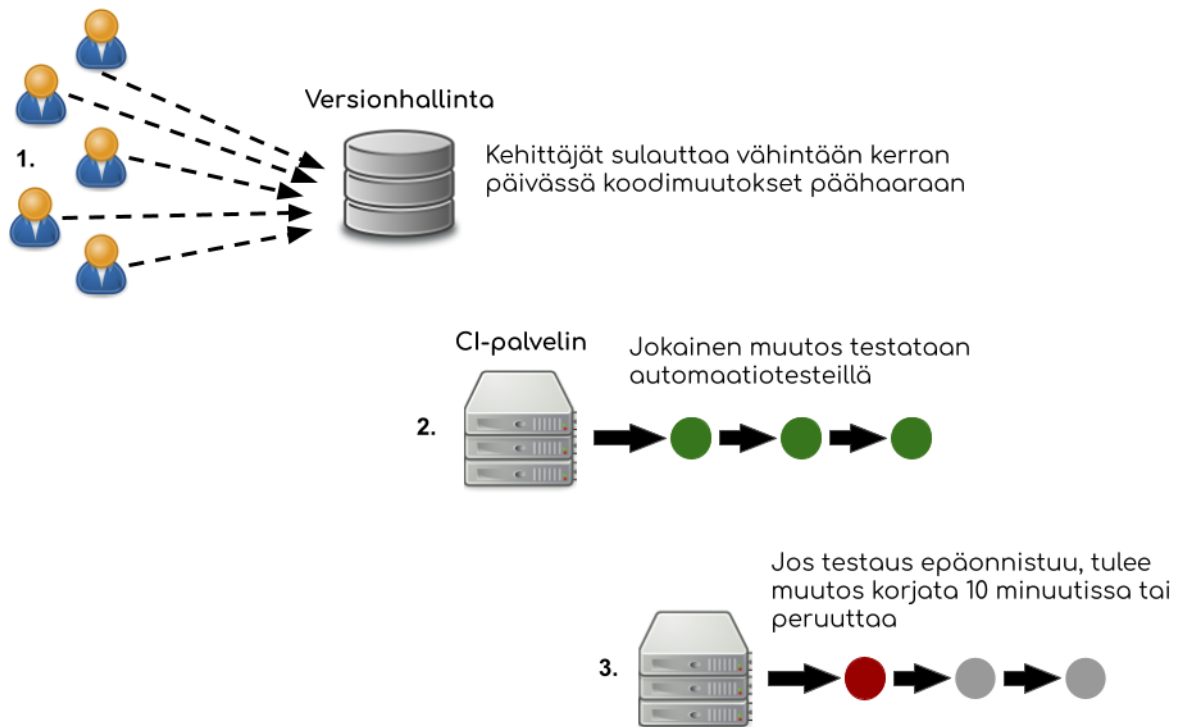 Versionhallinta
1.
Kehittäjät sulauttaa vähintään kerran
päivässä koodimuutokset päähaaraan
CI-palvelin
2.
Jokainen muutos testataan
automaatiotesteillä
3.
Jos testaus epäonnistuu, tulee
muutos korjata 10 minuutissa tai
peruuttaa